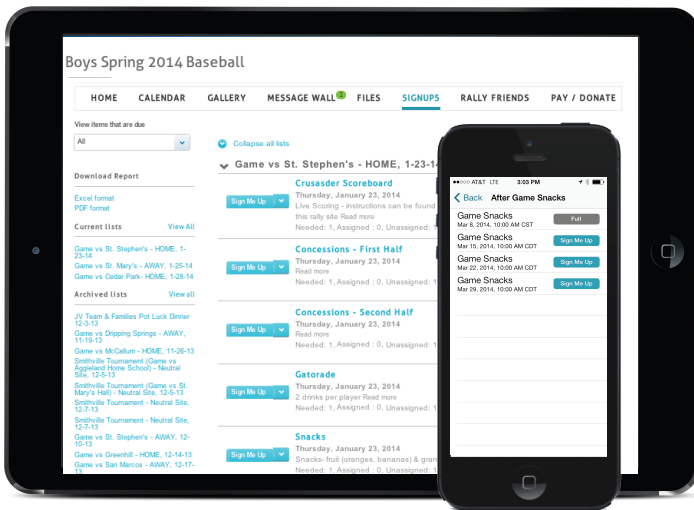 Boys Spring 2014 Baseball
HOME CALENDAR GALLERY MESSAGE WALL 1 FILES SIGNUPS RALLY FRIENDS PAY / DONATE
View items that are due
All
Download Report
Excel format
PDF format
Current lists View All
Game vs St. Stephen's - HOME, 1-
23-14
Game vs St. Mary's - AWAY, 1-25-14
Game vs Cedar Park- HOME, 1-28-14
Archived lists View all
JV Team & Families Pot Luck Dinner
12-3-13
Game vs Dripping Springs - AWAY,
11-19-13
Game vs McCallum - HOME, 11-26-13
Smithville Tournament (Game vs
Aggieland Home School) - Neutral
Site, 12-5-13
Smithville Tournament (Game vs St.
Mary's Hall) - Neutral Site, 12-5-13
Smithville Tournament - Neutral Site,
12-7-13
Smithville Tournament - Neutral Site,
12-7-13
Game vs St. Stephen's - AWAY, 12-
10-13
Game vs Greenhill - HOME, 12-14-13
Game vs San Marcos - AWAY, 12-17-
13
Collapse all lists
Game vs St. Stephen's - HOME, 1-23-14
Sign Me Up
Crusasder Scoreboard
Thursday, January 23, 2014
Live Scoring - instructions can be found
this rally site Read more
Needed: 1, Assigned : 0, Unassigned: 1
Sign Me Up
Concessions - First Half
Thursday, January 23, 2014
Read more
Needed: 1, Assigned : 0, Unassigned: 1
Sign Me Up
Concessions - Second Half
Thursday, January 23, 2014
Read more
Needed: 1, Assigned : 0, Unassigned: 1
Sign Me Up
Gatorade
Thursday, January 23, 2014
2 drinks per player Read more
Needed: 1, Assigned : 0, Unassigned: 1
Sign Me Up
Snacks
Thursday, January 23, 2014
Snacks- fruit (oranges, bananas) & gran
Needed: 1, Assigned : 0, Unassigned: 1
AT&T LTE 3:03 PM
Back After Game Snacks
Game Snacks
Mar 8, 2014, 10:00 AM CST
Full
Game Snacks
Mar 15, 2014, 10:00 AM CDT
Sign Me Up
Game Snacks
Mar 22, 2014, 10:00 AM CDT
Sign Me Up
Game Snacks
Mar 29, 2014, 10:00 AM CDT
Sign Me Up